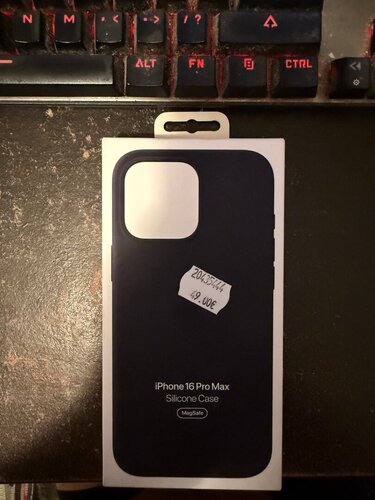 N M , < . > / ?
ALT FN CTRL
20435444
49.00€
iPhone 16 Pro Max
Silicone Case
MagSafe